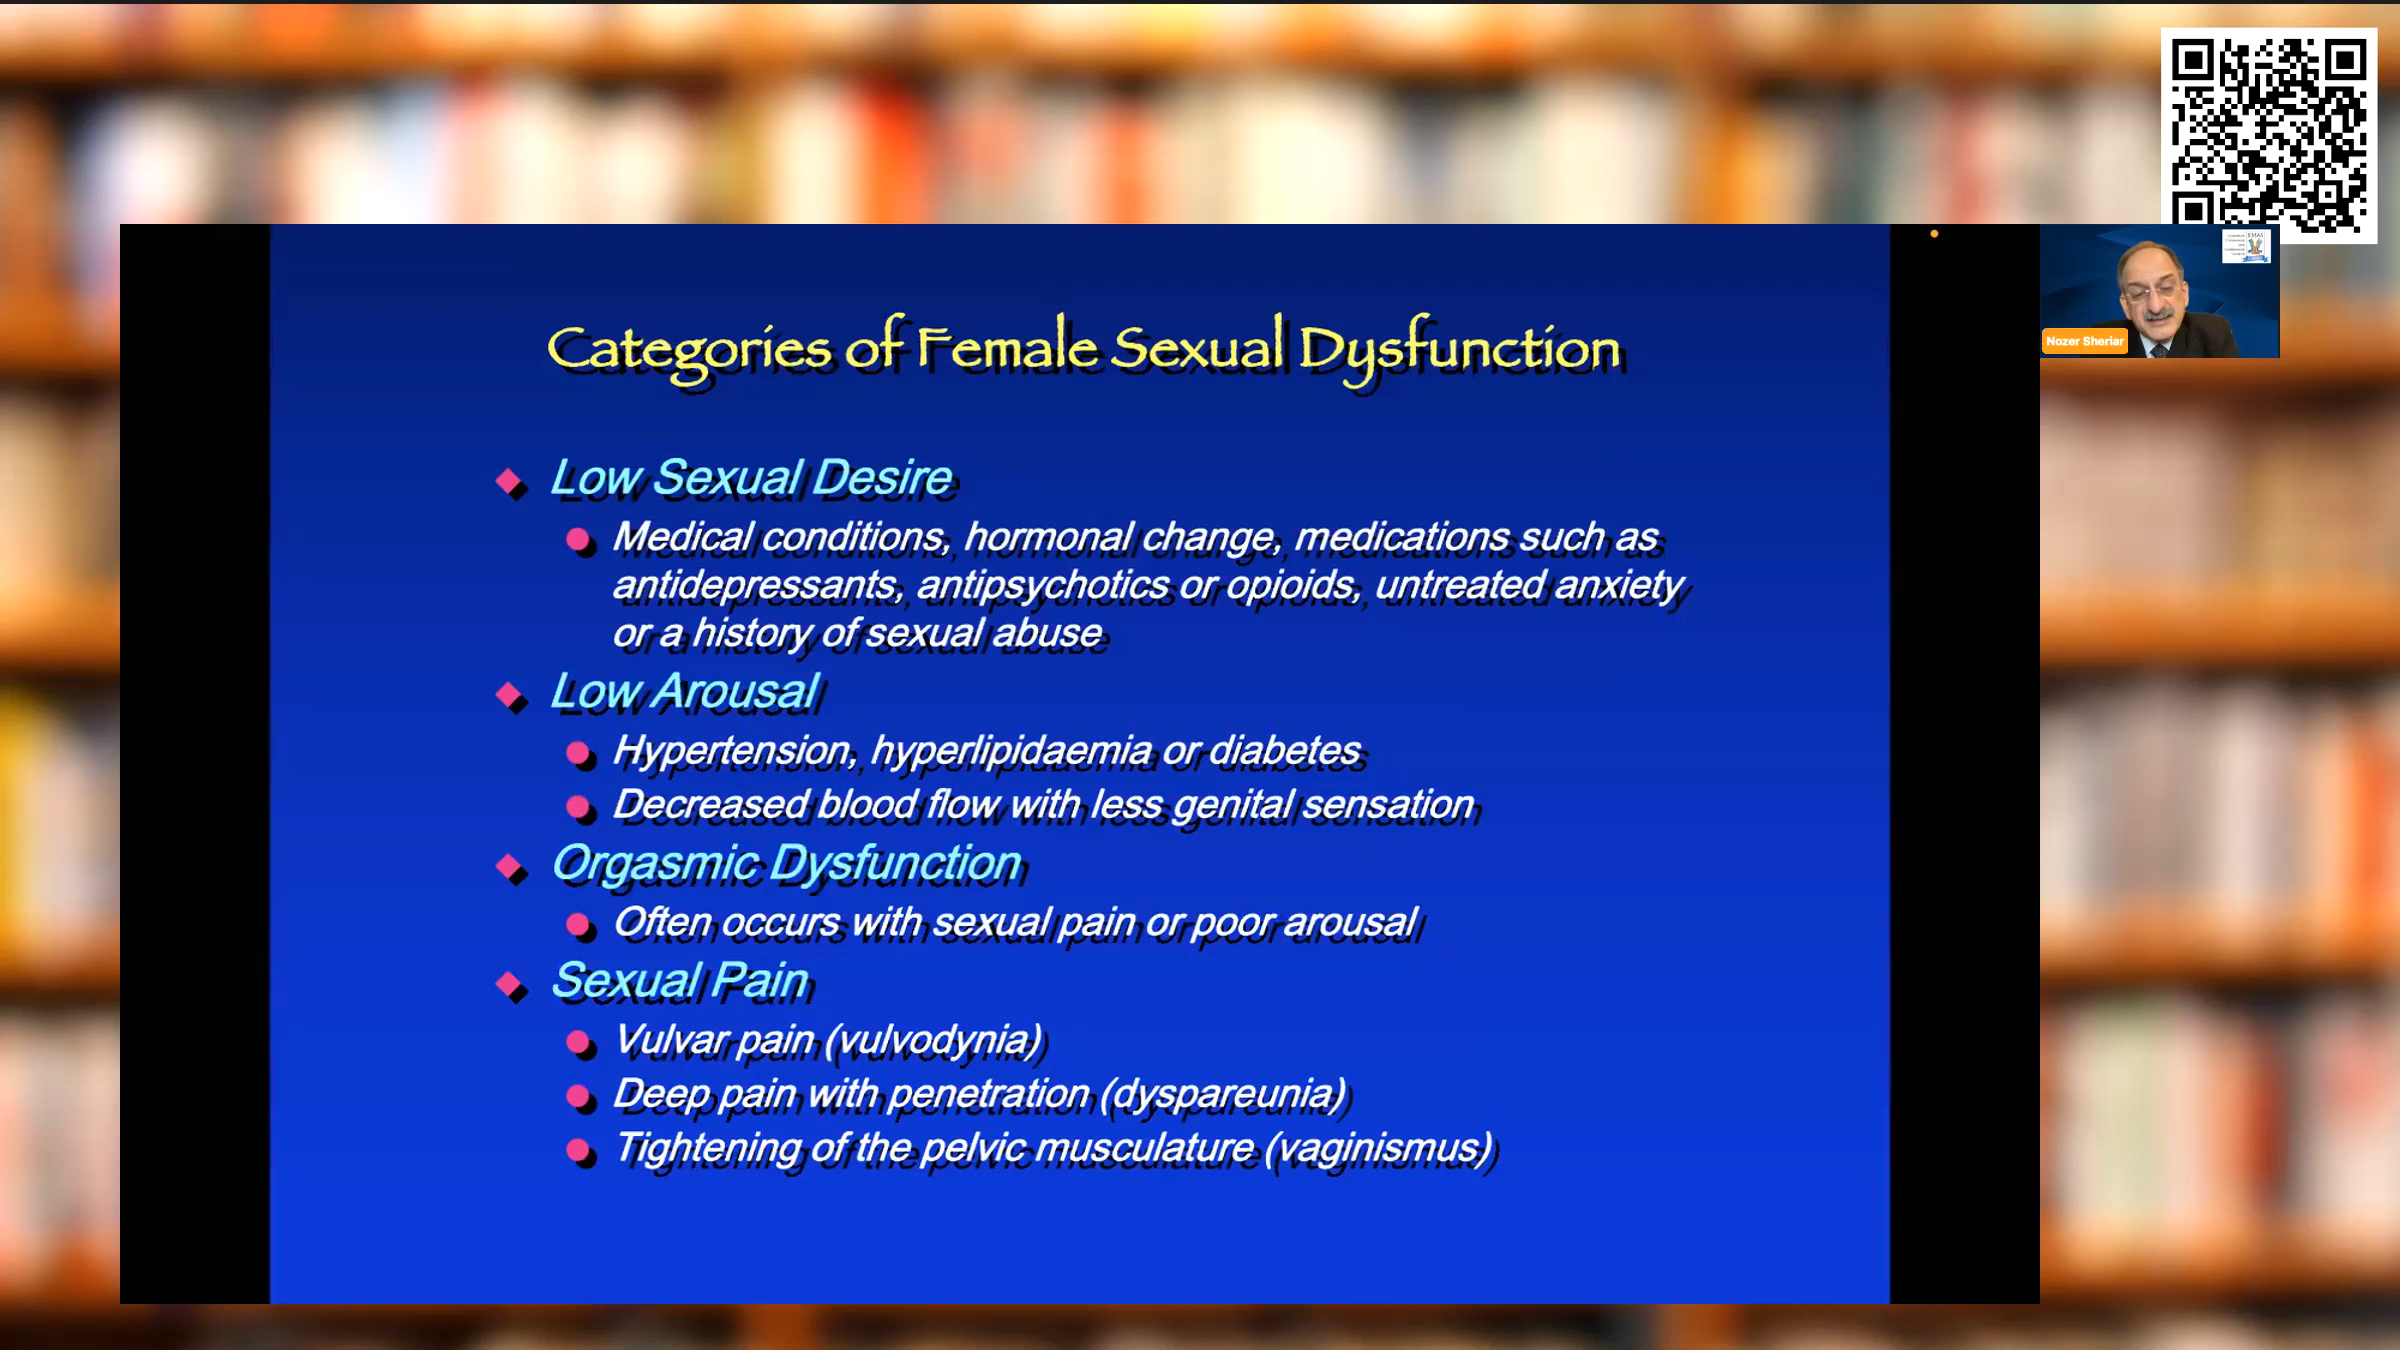 Categories of Female Sexual Dysfunction
Low Sexual Desire
Medical conditions, hormonal change, medications such as
antidepressants, antipsychotics or opioids, untreated anxiety
or a history of sexual abuse
Low Arousal
Hypertension, hyperlipidaemia or diabetes
Decreased blood flow with less genital sensation
Orgasmic Dysfunction
Often occurs with sexual pain or poor arousal
Sexual Pain
Vulvar pain (vulvodynia)
Deep pain with penetration (dyspareunia)
Tightening of the pelvic musculature (vaginismus)
EMAS
Nozer Sheriar